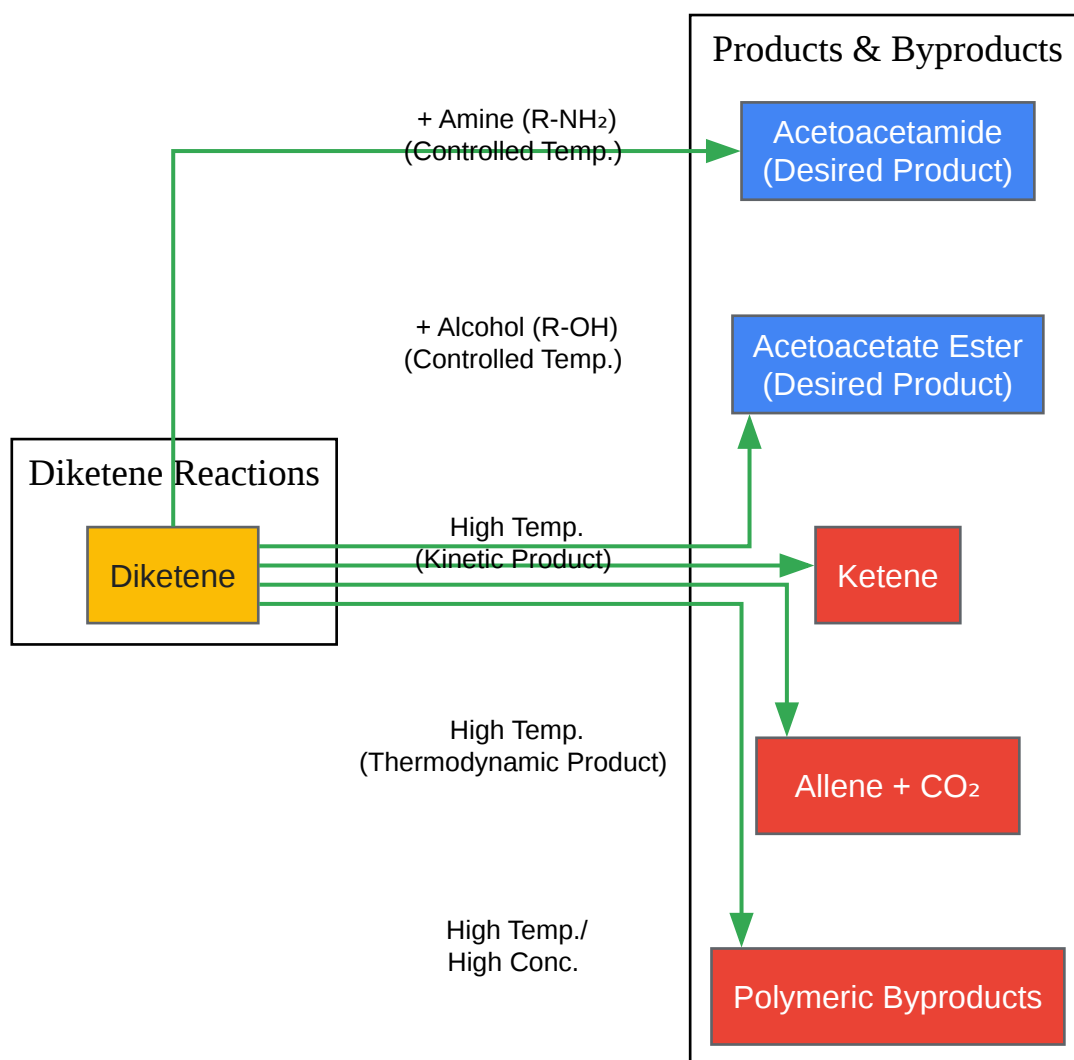 Products & Byproducts
+ Amine (R-NH₂)
(Controlled Temp.)
Acetoacetamide
(Desired Product)
+ Alcohol (R-OH)
(Controlled Temp.)
Acetoacetate Ester
(Desired Product)
Diketene Reactions
Diketene
High Temp.
(Kinetic Product)
Ketene
High Temp.
(Thermodynamic Product)
Allene + CO₂
High Temp./
High Conc.
Polymeric Byproducts